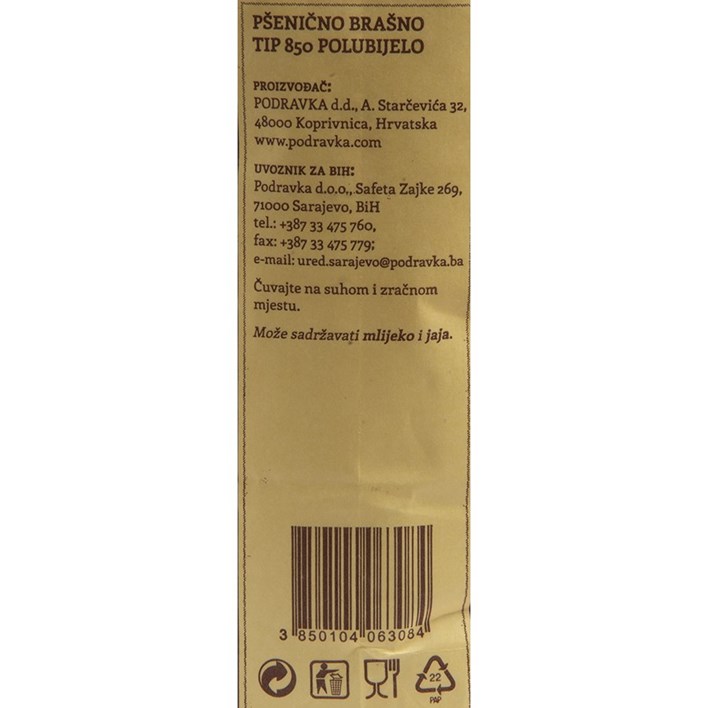 PŠENIČNO BRAŠNO
TIP 850 POLUBIJELO
PROIZVOĐAČ:
PODRAVKA d.d., A. Starčevića 32,
48000 Koprivnica, Hrvatska
www.podravka.com
UVOZNIK ZA BIH:
Podravka d.o.o., Safeta Zajke 269,
71000 Sarajevo, BiH
tel.: +387 33 475 760,
fax: +387 33 475 779;
e-mail: ured.sarajevo@podravka.ba
Čuvajte na suhom i zračnom
mjestu.
Može sadržavati mlijeko i jaja.
3 850104 063084
22
PAP